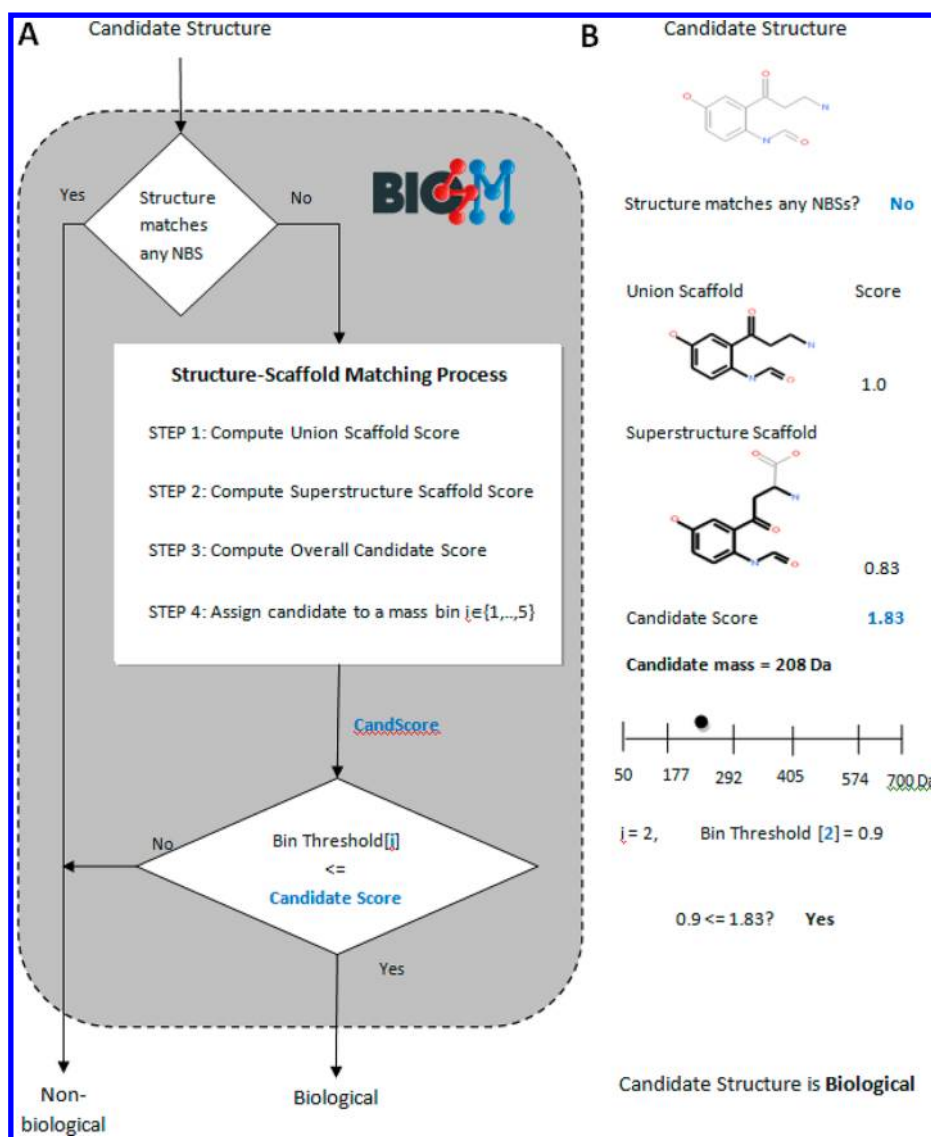 A
Candidate Structure
Yes
No
Structure
matches
any NBS
BIOSM
Structure-Scaffold Matching Process
STEP 1: Compute Union Scaffold Score
STEP 2: Compute Superstructure Scaffold Score
STEP 3: Compute Overall Candidate Score
STEP 4: Assign candidate to a mass bin i∈{1,..,5}
CandScore
No
Bin Threshold[i]
<=
Candidate Score
Yes
Non-
biological
Biological
B
Candidate Structure
O
O
N
N
O
Structure matches any NBSs? No
Union Scaffold Score
O
O
N
N
O
1.0
Superstructure Scaffold
O
O
N
O
O
N
O
0.83
Candidate Score 1.83
Candidate mass = 208 Da
50 177 292 405 574 700 Da
i = 2, Bin Threshold [2] = 0.9
0.9 <= 1.83? Yes
Candidate Structure is Biological